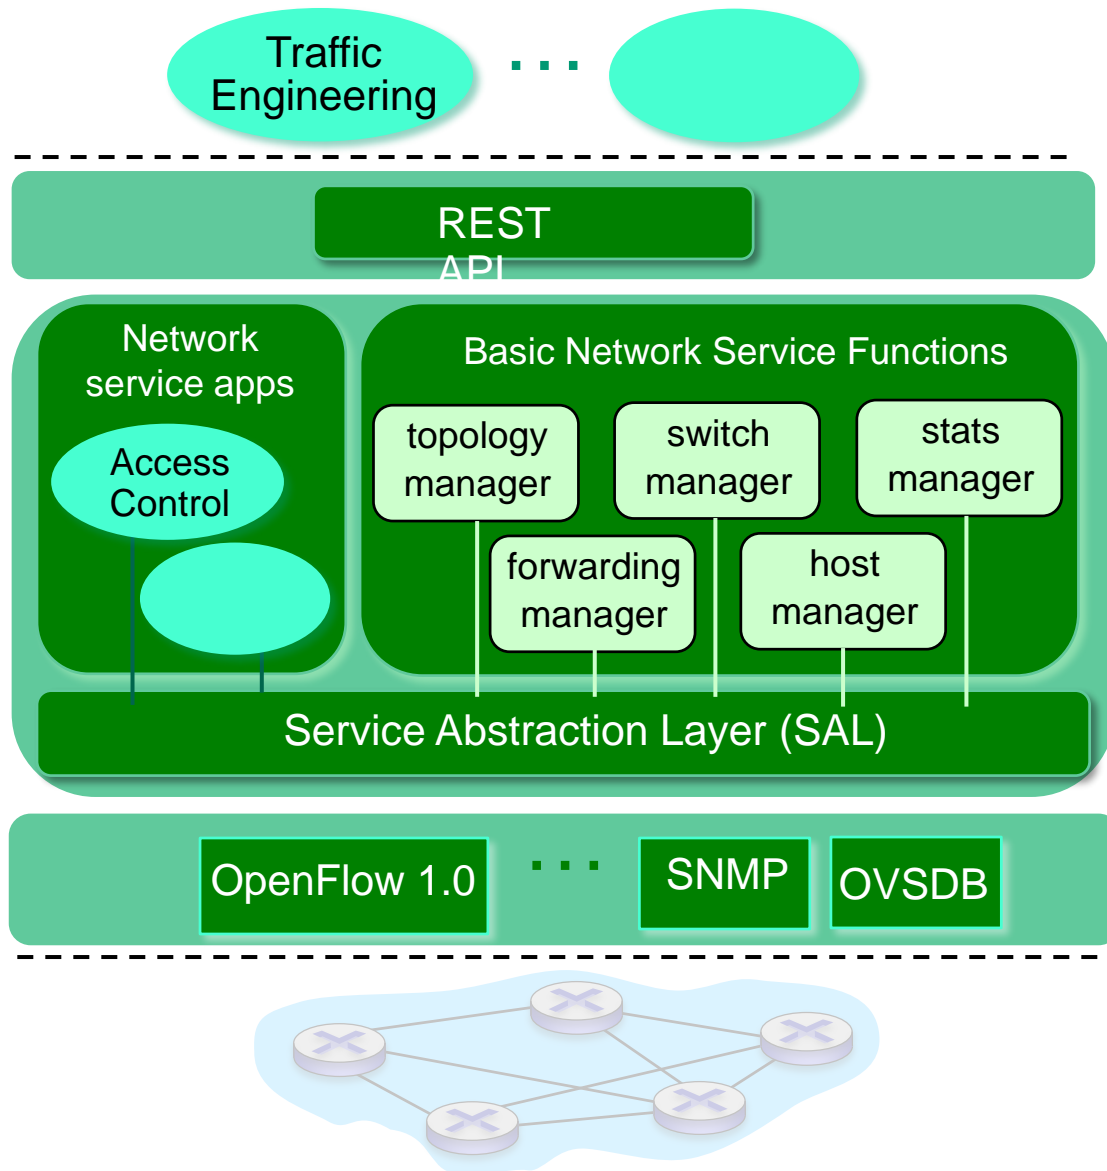 Traffic
Engineering
REST
API
Network
service apps
Basic Network Service Functions
Access
Control
topology
manager
switch
manager
stats
manager
forwarding
manager
host
manager
Service Abstraction Layer (SAL)
OpenFlow 1.0
SNMP
OVSDB